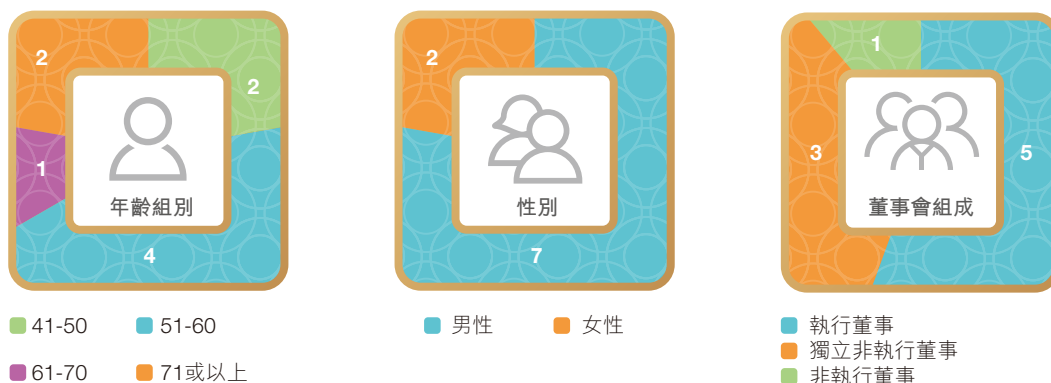 2
2
1
年齡組別
4
41-50
51-60
61-70
71或以上
2
性別
7
男性
女性
1
3
5
董事會組成
執行董事
獨立非執行董事
非執行董事